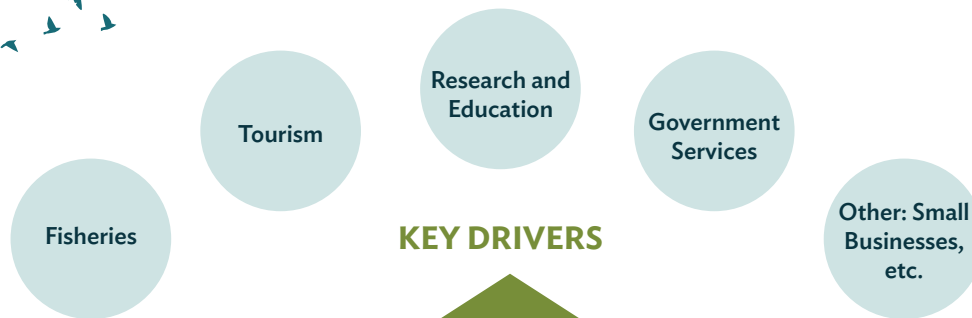 Research and
Education
Tourism
Government
Services
Fisheries
KEY DRIVERS
Other: Small
Businesses,
etc.